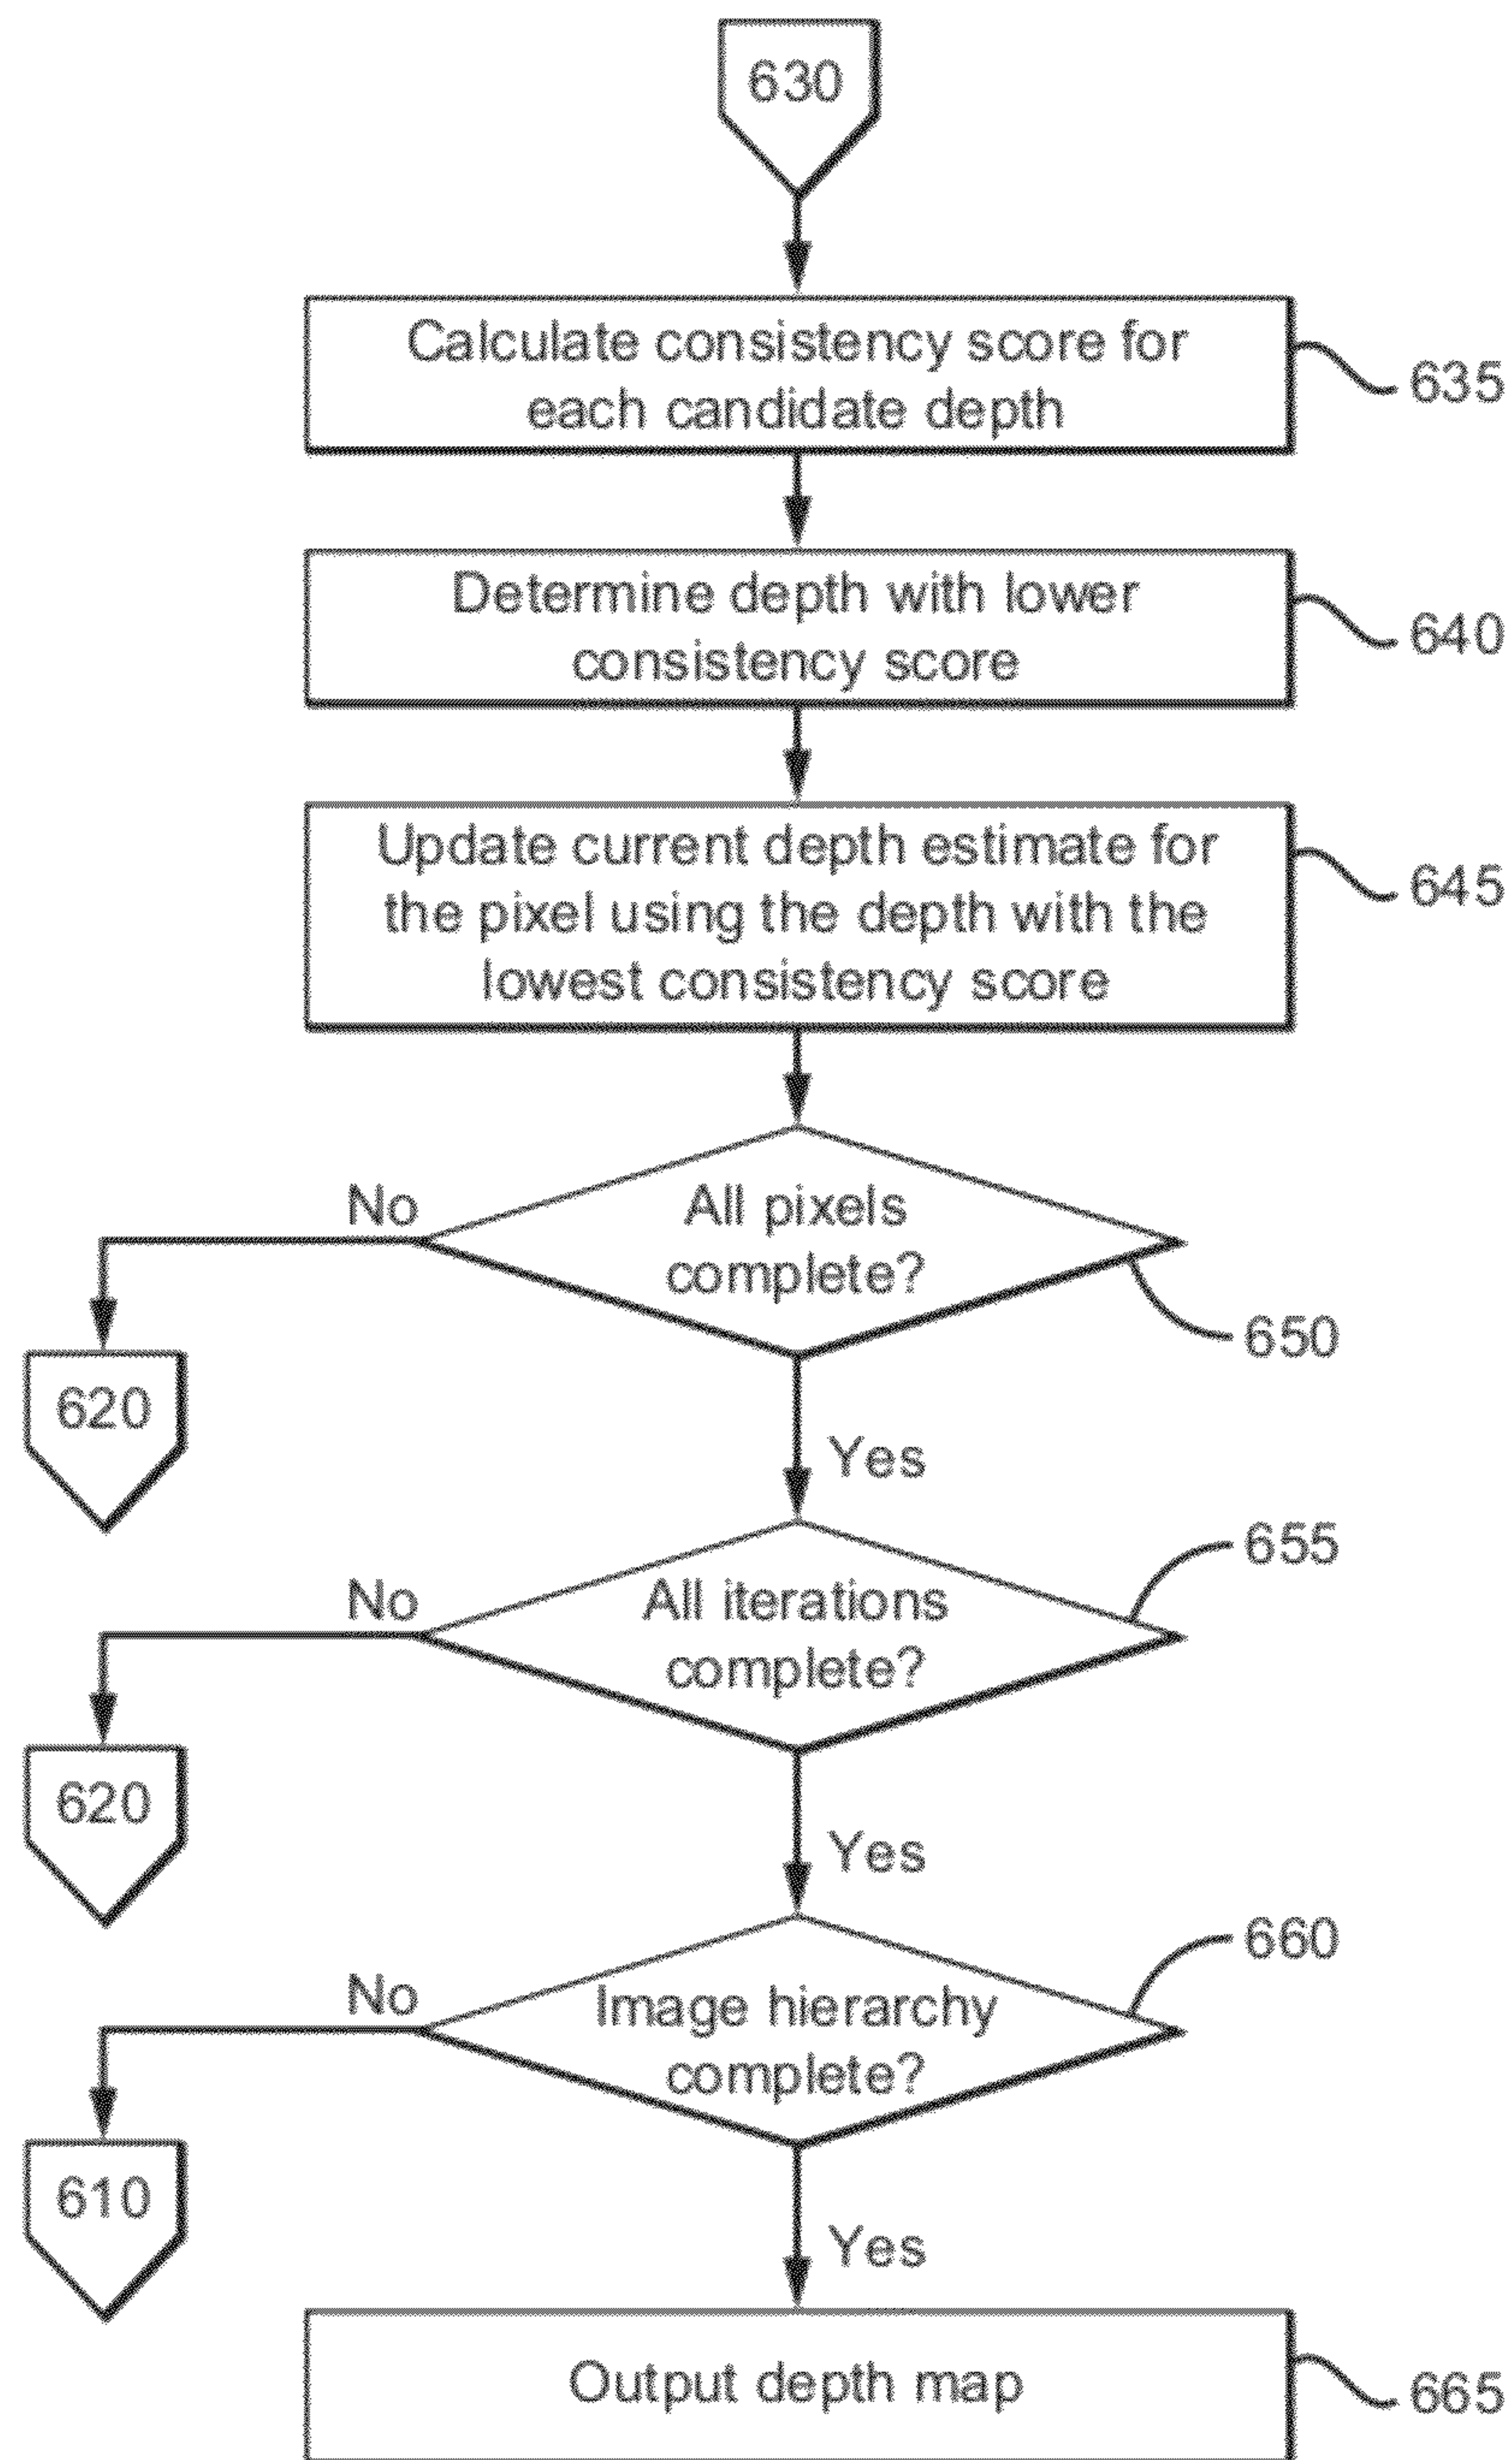 630
Calculate consistency score for
each candidate depth
635
Determine depth with lower
consistency score
640
Update current depth estimate for
the pixel using the depth with the
lowest consistency score
645
No
All pixels
complete?
650
620
Yes
655
No
All iterations
complete?
620
Yes
660
No
Image hierarchy
complete?
610
Yes
Output depth map
665